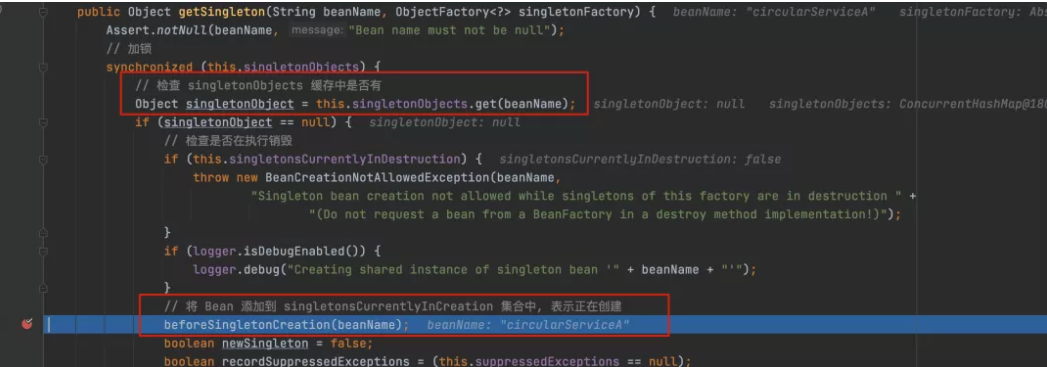 public Object getSingleton(String beanName, ObjectFactory<?> singletonFactory) {  beanName: "circularServiceA"  singletonFactory: Abs
Assert.notNull(beanName, message: "Bean name must not be null");
// 加锁
synchronized (this.singletonObjects) {
// 检查 singletonObjects 缓存中是否有
Object singletonObject = this.singletonObjects.get(beanName);  singletonObject: null  singletonObjects: ConcurrentHashMap@180
if (singletonObject == null) {  singletonObject: null
// 检查是否在执行销毁
if (this.singletonsCurrentlyInDestruction) {  singletonsCurrentlyInDestruction: false
throw new BeanCreationNotAllowedException(beanName,
"Singleton bean creation not allowed while singletons of this factory are in destruction " +
"(Do not request a bean from a BeanFactory in a destroy method implementation!)");
}
if (logger.isDebugEnabled()) {
logger.debug("Creating shared instance of singleton bean '" + beanName + "'");
}
// 将 Bean 添加到 singletonsCurrentlyInCreation 集合中, 表示正在创建
beforeSingletonCreation(beanName);  beanName: "circularServiceA"
boolean newSingleton = false;
boolean recordSuppressedExceptions = (this.suppressedExceptions == null);